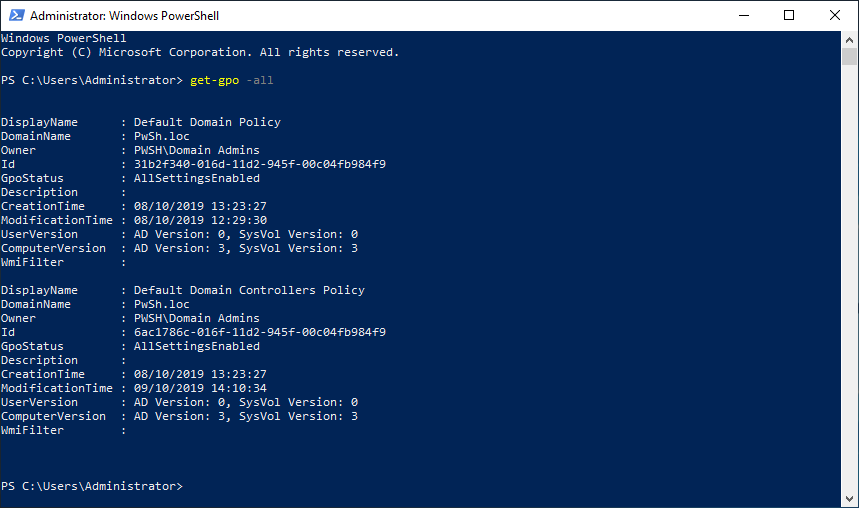 Administrator: Windows PowerShell
Windows PowerShell
Copyright (C) Microsoft Corporation. All rights reserved.
PS C:\Users\Administrator> get-gpo -all
DisplayName      : Default Domain Policy
DomainName       : PwSh.loc
Owner            : PWSH\Domain Admins
Id               : 31b2f340-016d-11d2-945f-00c04fb984f9
GpoStatus        : AllSettingsEnabled
Description      :
CreationTime     : 08/10/2019 13:23:27
ModificationTime : 08/10/2019 12:29:30
UserVersion      : AD Version: 0, SysVol Version: 0
ComputerVersion  : AD Version: 3, SysVol Version: 3
WmiFilter        :
DisplayName      : Default Domain Controllers Policy
DomainName       : PwSh.loc
Owner            : PWSH\Domain Admins
Id               : 6ac1786c-016f-11d2-945f-00c04fb984f9
GpoStatus        : AllSettingsEnabled
Description      :
CreationTime     : 08/10/2019 13:23:27
ModificationTime : 09/10/2019 14:10:34
UserVersion      : AD Version: 0, SysVol Version: 0
ComputerVersion  : AD Version: 3, SysVol Version: 3
WmiFilter        :
PS C:\Users\Administrator>